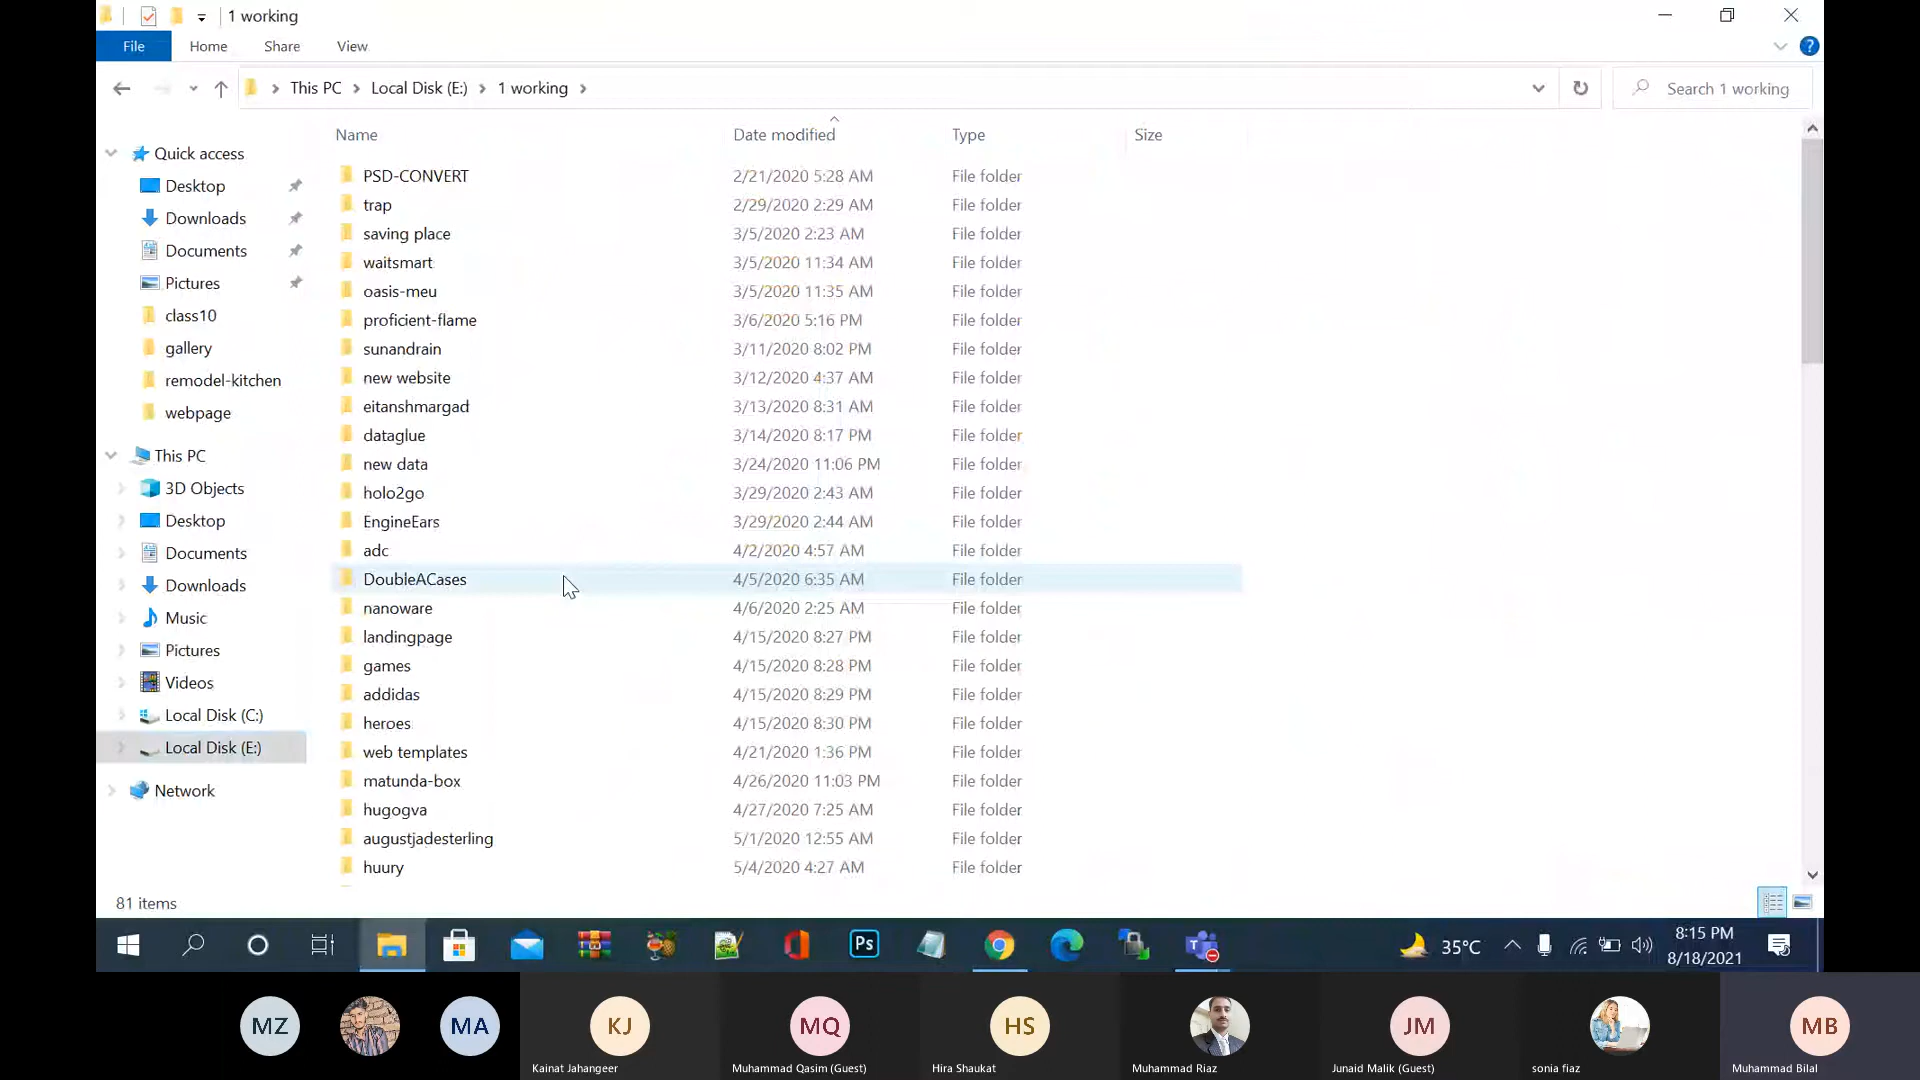 1 working
File Home Share View
This PC Local Disk (E:) 1 working
Search 1 working
Name Date modified Type Size
Quick access
Desktop
Downloads
Documents
Pictures
class10
gallery
remodel-kitchen
webpage
This PC
3D Objects
Desktop
Documents
Downloads
Music
Pictures
Videos
Local Disk (C:)
Local Disk (E:)
Network
PSD-CONVERT 2/21/2020 5:28 AM File folder
trap 2/29/2020 2:29 AM File folder
saving place 3/5/2020 2:23 AM File folder
waitsmart 3/5/2020 11:34 AM File folder
oasis-meu 3/5/2020 11:35 AM File folder
proficient-flame 3/6/2020 5:16 PM File folder
sunandrain 3/11/2020 8:02 PM File folder
new website 3/12/2020 4:37 AM File folder
eitanshmargad 3/13/2020 8:31 AM File folder
dataglue 3/14/2020 8:17 PM File folder
new data 3/24/2020 11:06 PM File folder
holo2go 3/29/2020 2:43 AM File folder
EngineEars 3/29/2020 2:44 AM File folder
adc 4/2/2020 4:57 AM File folder
DoubleACases 4/5/2020 6:35 AM File folder
nanoware 4/6/2020 2:25 AM File folder
landingpage 4/15/2020 8:27 PM File folder
games 4/15/2020 8:28 PM File folder
addidas 4/15/2020 8:29 PM File folder
heroes 4/15/2020 8:30 PM File folder
web templates 4/21/2020 1:36 PM File folder
matunda-box 4/26/2020 11:03 PM File folder
hugogva 4/27/2020 7:25 AM File folder
augustjadesterling 5/1/2020 12:55 AM File folder
huury 5/4/2020 4:27 AM File folder
81 items
Ps
35°C
8:15 PM
8/18/2021
MZ MA KJ MQ HS JM MB
Kainat Jahangeer Muhammad Qasim (Guest) Hira Shaukat Muhammad Riaz Junaid Malik (Guest) sonia fiaz Muhammad Bilal